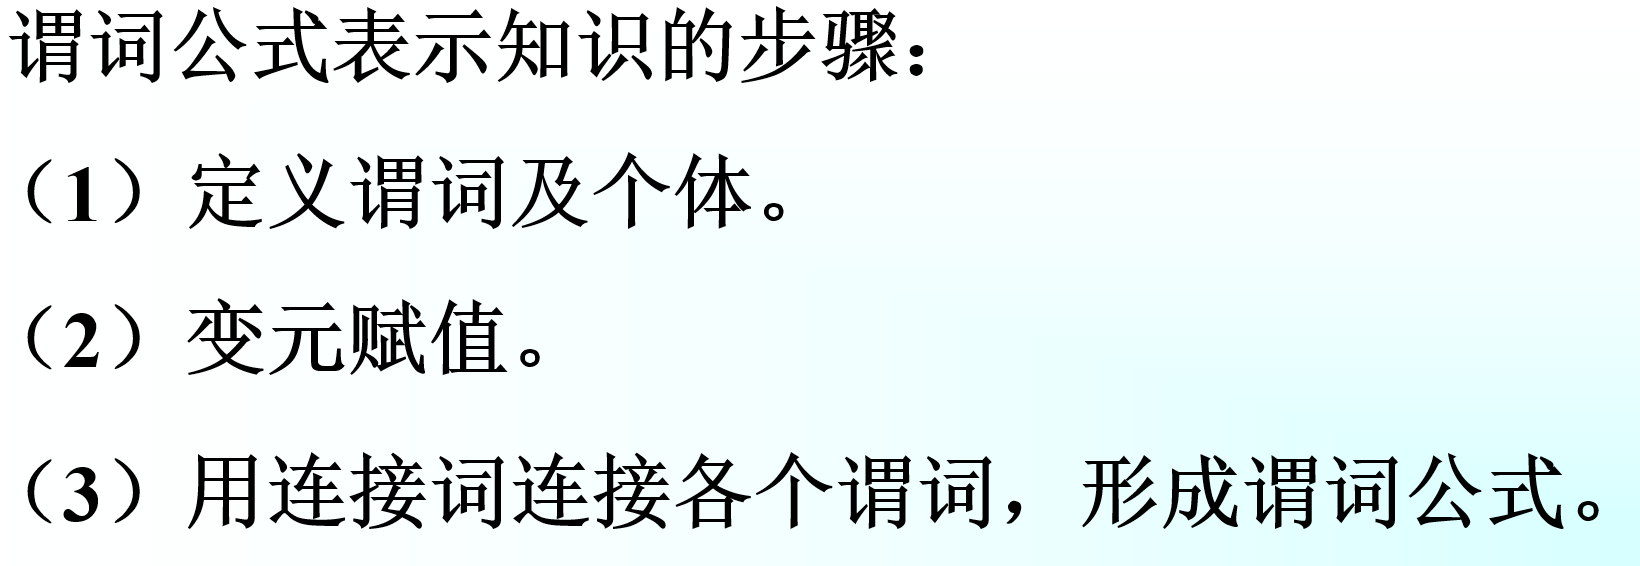 谓词公式表示知识的步骤：
（1）定义谓词及个体。
（2）变元赋值。
（3）用连接词连接各个谓词，形成谓词公式。